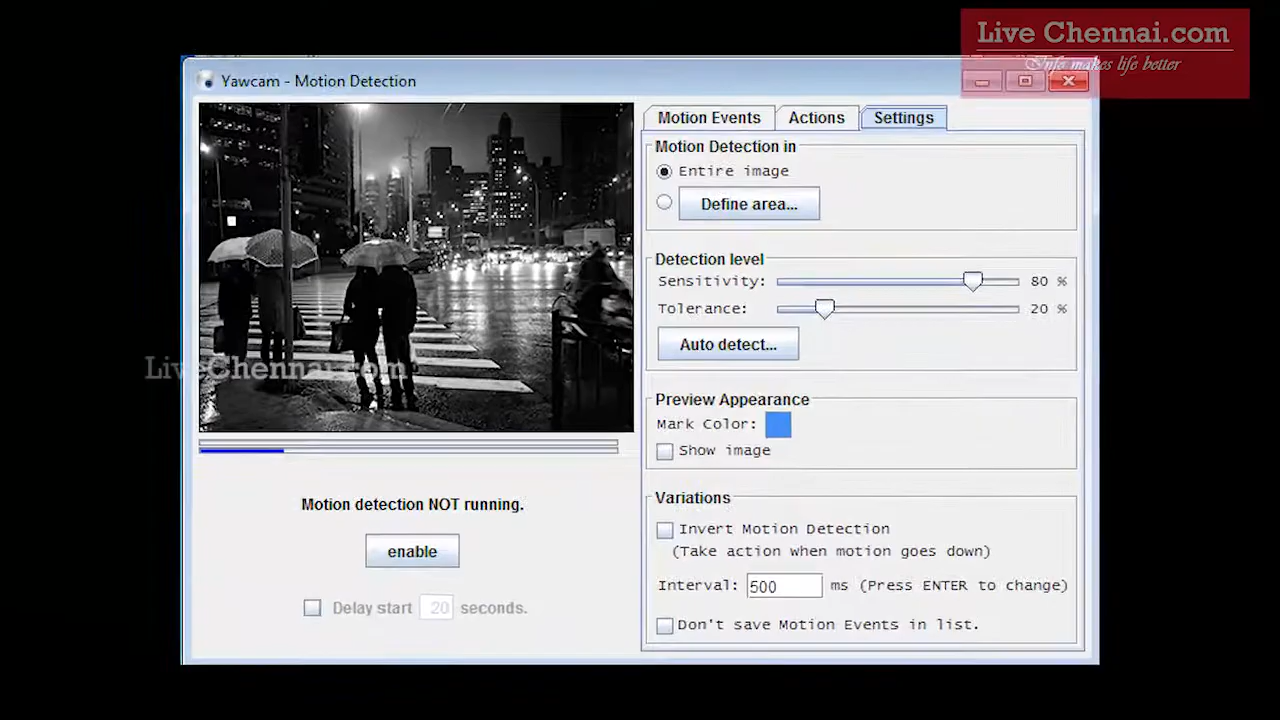 Live Chennai.com
Info makes life better
Yawcam - Motion Detection
Motion Events
Actions
Settings
Motion Detection in
Entire image
Define area...
Detection level
Sensitivity: 80 %
Tolerance: 20 %
Auto detect...
LiveChennai.com
Preview Appearance
Mark Color:
Show image
Motion detection NOT running.
enable
Delay start 20 seconds.
Variations
Invert Motion Detection
(Take action when motion goes down)
Interval: 500 ms (Press ENTER to change)
Don't save Motion Events in list.